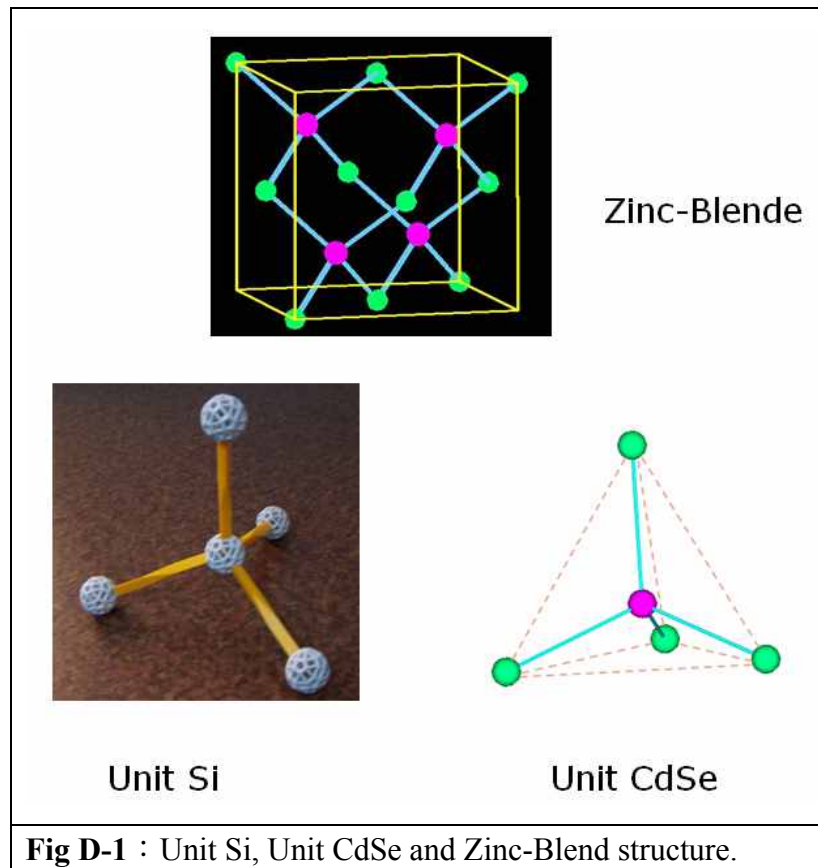 Zinc-Blende
Unit Si
Unit CdSe
Fig D-1：Unit Si, Unit CdSe and Zinc-Blend structure.